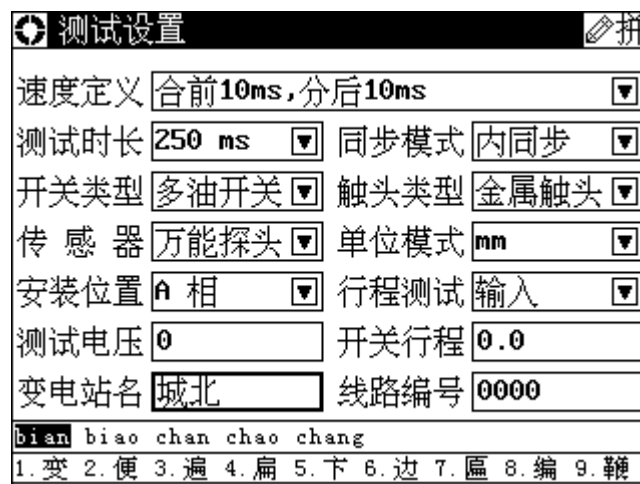 测试设置 拼
速度定义 合前10ms,分后10ms
测试时长 250 ms 同步模式 内同步
开关类型 多油开关 触头类型 金属触头
传 感 器 万能探头 单位模式 mm
安装位置 A 相 行程测试 输入
测试电压 0 开关行程 0.0
变电站名 城北 线路编号 0000
bian biao chan chao chang
1.变 2.便 3.遍 4.扁 5.卞 6.边 7.匾 8.编 9.鞭